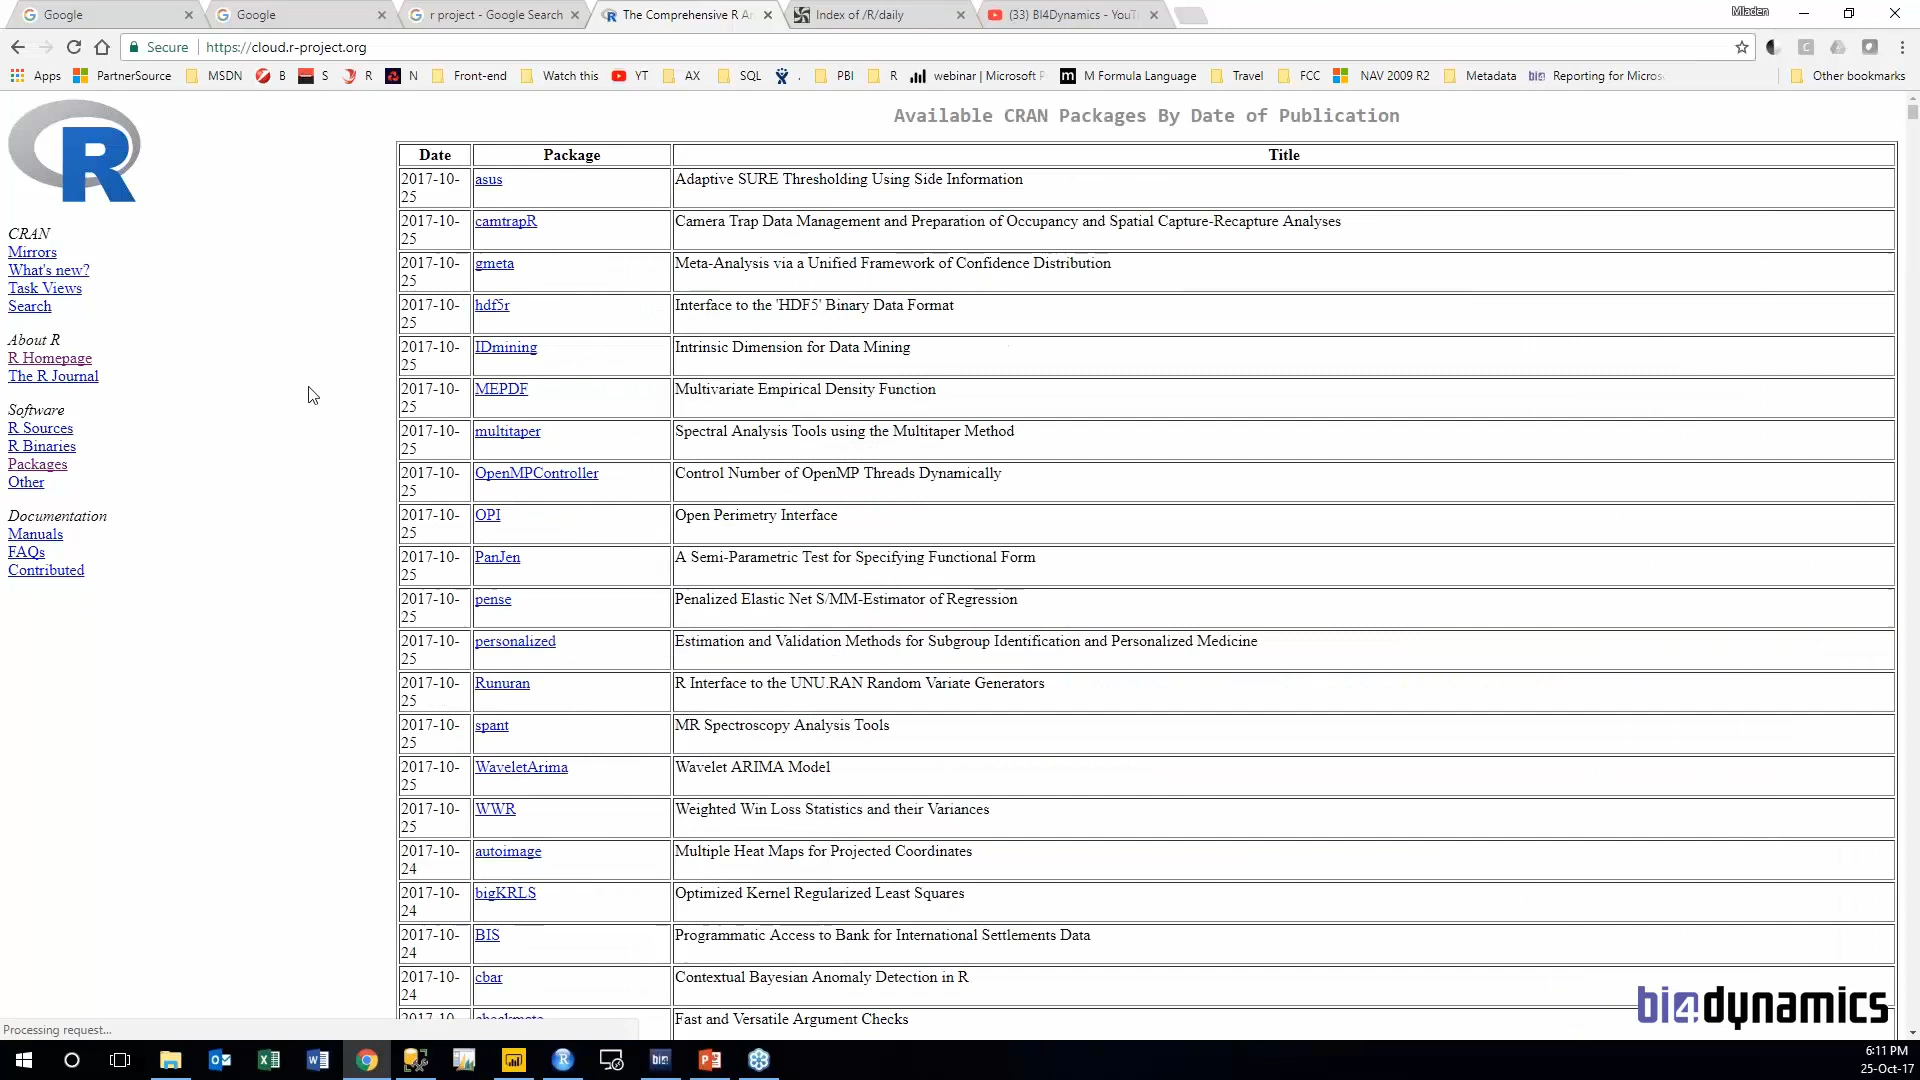 Google
Google
r project - Google Search
The Comprehensive R Ar
Index of /R/daily
(33) BI4Dynamics - YouT
Mladen
Secure
https://cloud.r-project.org
Apps
PartnerSource
MSDN
B
S
R
N
Front-end
Watch this
YT
AX
SQL
.
PBI
R
webinar | Microsoft P
M Formula Language
Travel
FCC
NAV 2009 R2
Metadata
Reporting for Micros
Other bookmarks
R
CRAN
Mirrors
What's new?
Task Views
Search
About R
R Homepage
The R Journal
Software
R Sources
R Binaries
Packages
Other
Documentation
Manuals
FAQs
Contributed
Available CRAN Packages By Date of Publication
Date Package Title
2017-10-25 asus Adaptive SURE Thresholding Using Side Information
2017-10-25 camtrapR Camera Trap Data Management and Preparation of Occupancy and Spatial Capture-Recapture Analyses
2017-10-25 gmeta Meta-Analysis via a Unified Framework of Confidence Distribution
2017-10-25 hdf5r Interface to the 'HDF5' Binary Data Format
2017-10-25 IDmining Intrinsic Dimension for Data Mining
2017-10-25 MEPDF Multivariate Empirical Density Function
2017-10-25 multitaper Spectral Analysis Tools using the Multitaper Method
2017-10-25 OpenMPController Control Number of OpenMP Threads Dynamically
2017-10-25 OPI Open Perimetry Interface
2017-10-25 PanJen A Semi-Parametric Test for Specifying Functional Form
2017-10-25 pense Penalized Elastic Net S/MM-Estimator of Regression
2017-10-25 personalized Estimation and Validation Methods for Subgroup Identification and Personalized Medicine
2017-10-25 Runuran R Interface to the UNU.RAN Random Variate Generators
2017-10-25 spant MR Spectroscopy Analysis Tools
2017-10-25 WaveletArima Wavelet ARIMA Model
2017-10-25 WWR Weighted Win Loss Statistics and their Variances
2017-10-24 autoimage Multiple Heat Maps for Projected Coordinates
2017-10-24 bigKRLS Optimized Kernel Regularized Least Squares
2017-10-24 BIS Programmatic Access to Bank for International Settlements Data
2017-10-24 cbar Contextual Bayesian Anomaly Detection in R
2017-10- checkmate Fast and Versatile Argument Checks
bi4dynamics
Processing request...
6:11 PM
25-Oct-17